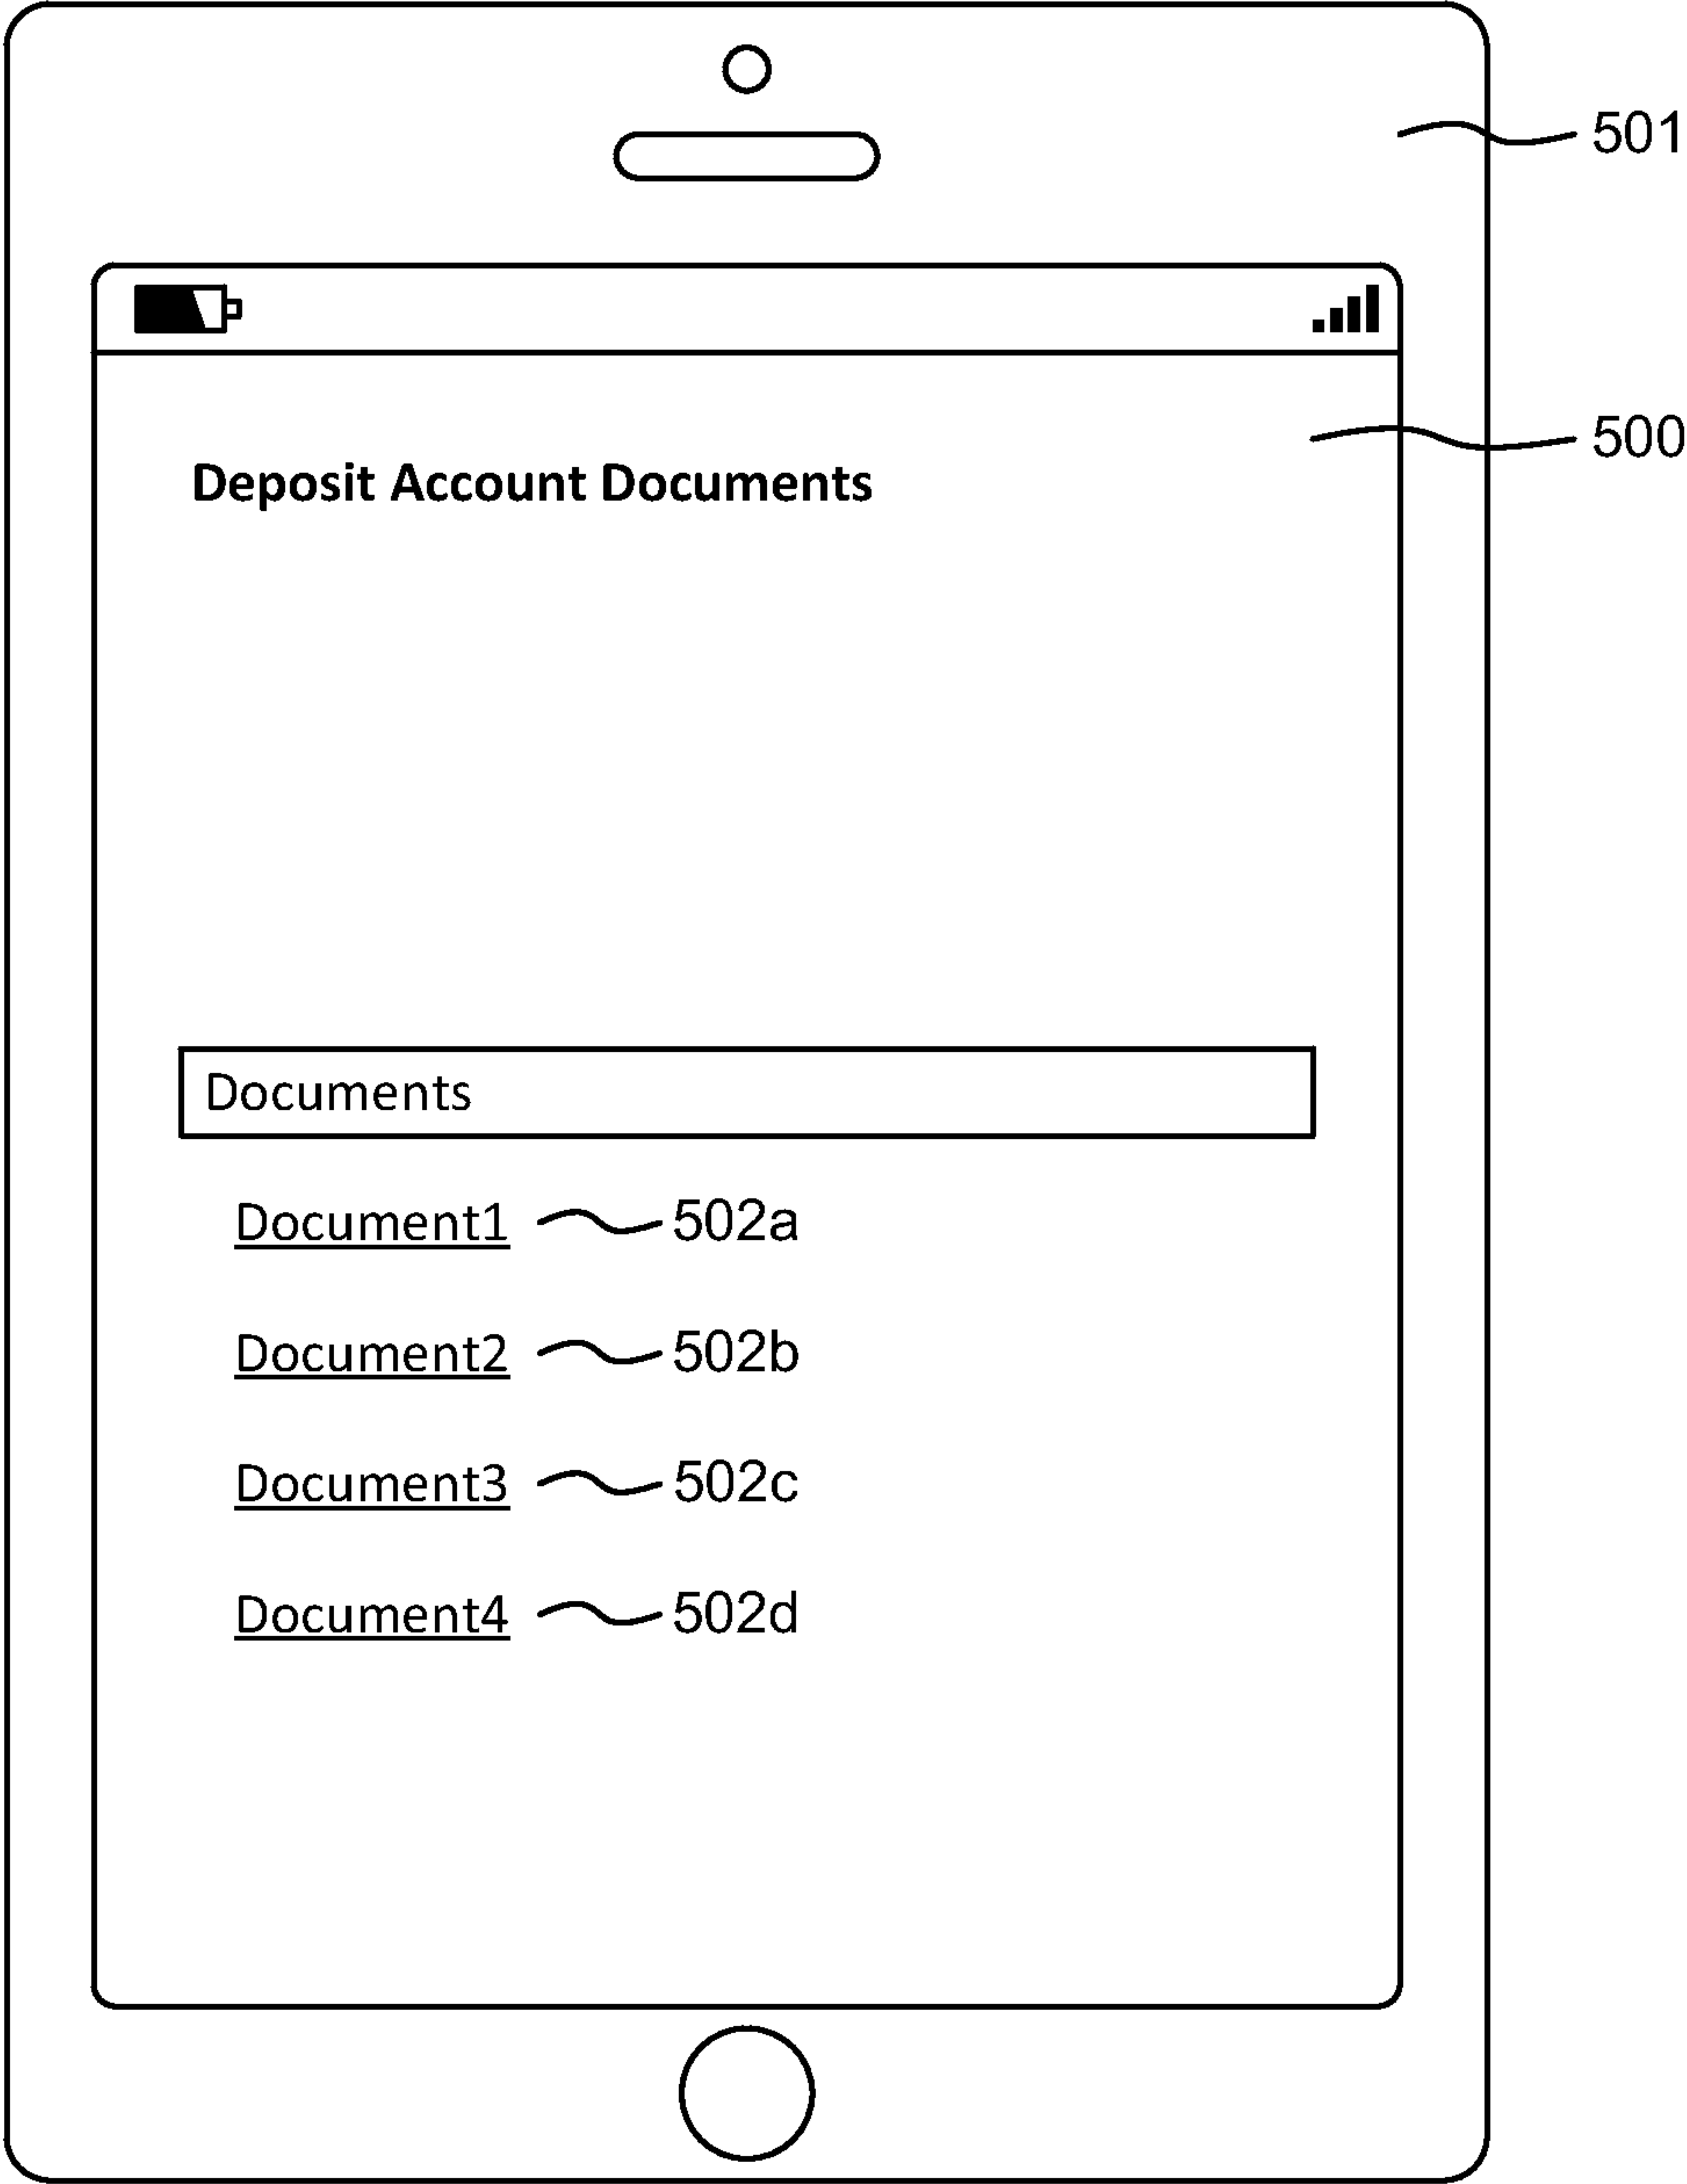 501
500
Deposit Account Documents
Documents
Document1 502a
Document2 502b
Document3 502c
Document4 502d